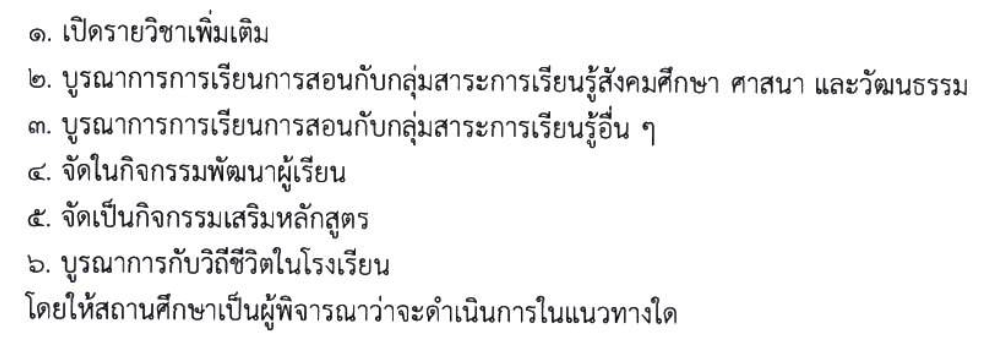 ๑. เปิดรายวิชาเพิ่มเติม
๒. บูรณาการการเรียนการสอนกับกลุ่มสาระการเรียนรู้สังคมศึกษา ศาสนา และวัฒนธรรม
๓. บูรณาการการเรียนการสอนกับกลุ่มสาระการเรียนรู้อื่น ๆ
๔. จัดในกิจกรรมพัฒนาผู้เรียน
๕. จัดเป็นกิจกรรมเสริมหลักสูตร
๖. บูรณาการกับวิถีชีวิตในโรงเรียน
โดยให้สถานศึกษาเป็นผู้พิจารณาว่าจะดำเนินการในแนวทางใด